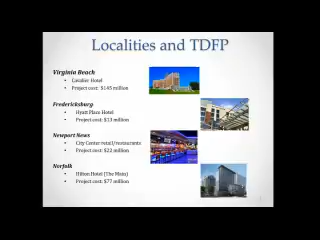 Localities and TDFP
Virginia Beach
• Cavalier Hotel
• Project cost: $145 million
Fredericksburg
• Hyatt Place Hotel
• Project cost: $13 million
Newport News
• City Center retail/restaurants
• Project cost: $22 million
Norfolk
• Hilton Hotel (The Main)
• Project cost: $77 million